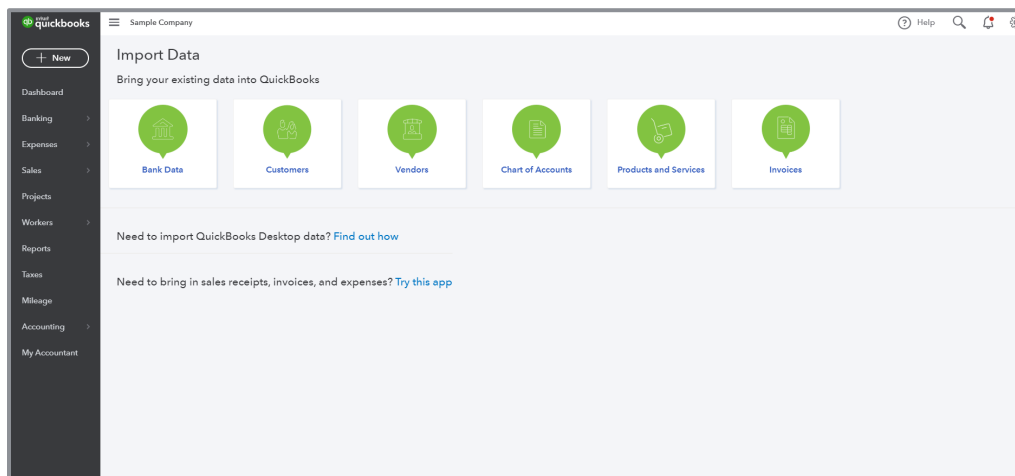 intuit
quickbooks
Sample Company
Help
+ New
Dashboard
Banking
Expenses
Sales
Projects
Workers
Reports
Taxes
Mileage
Accounting
My Accountant
Import Data
Bring your existing data into QuickBooks
Bank Data
Customers
Vendors
Chart of Accounts
Products and Services
Invoices
Need to import QuickBooks Desktop data? Find out how
Need to bring in sales receipts, invoices, and expenses? Try this app